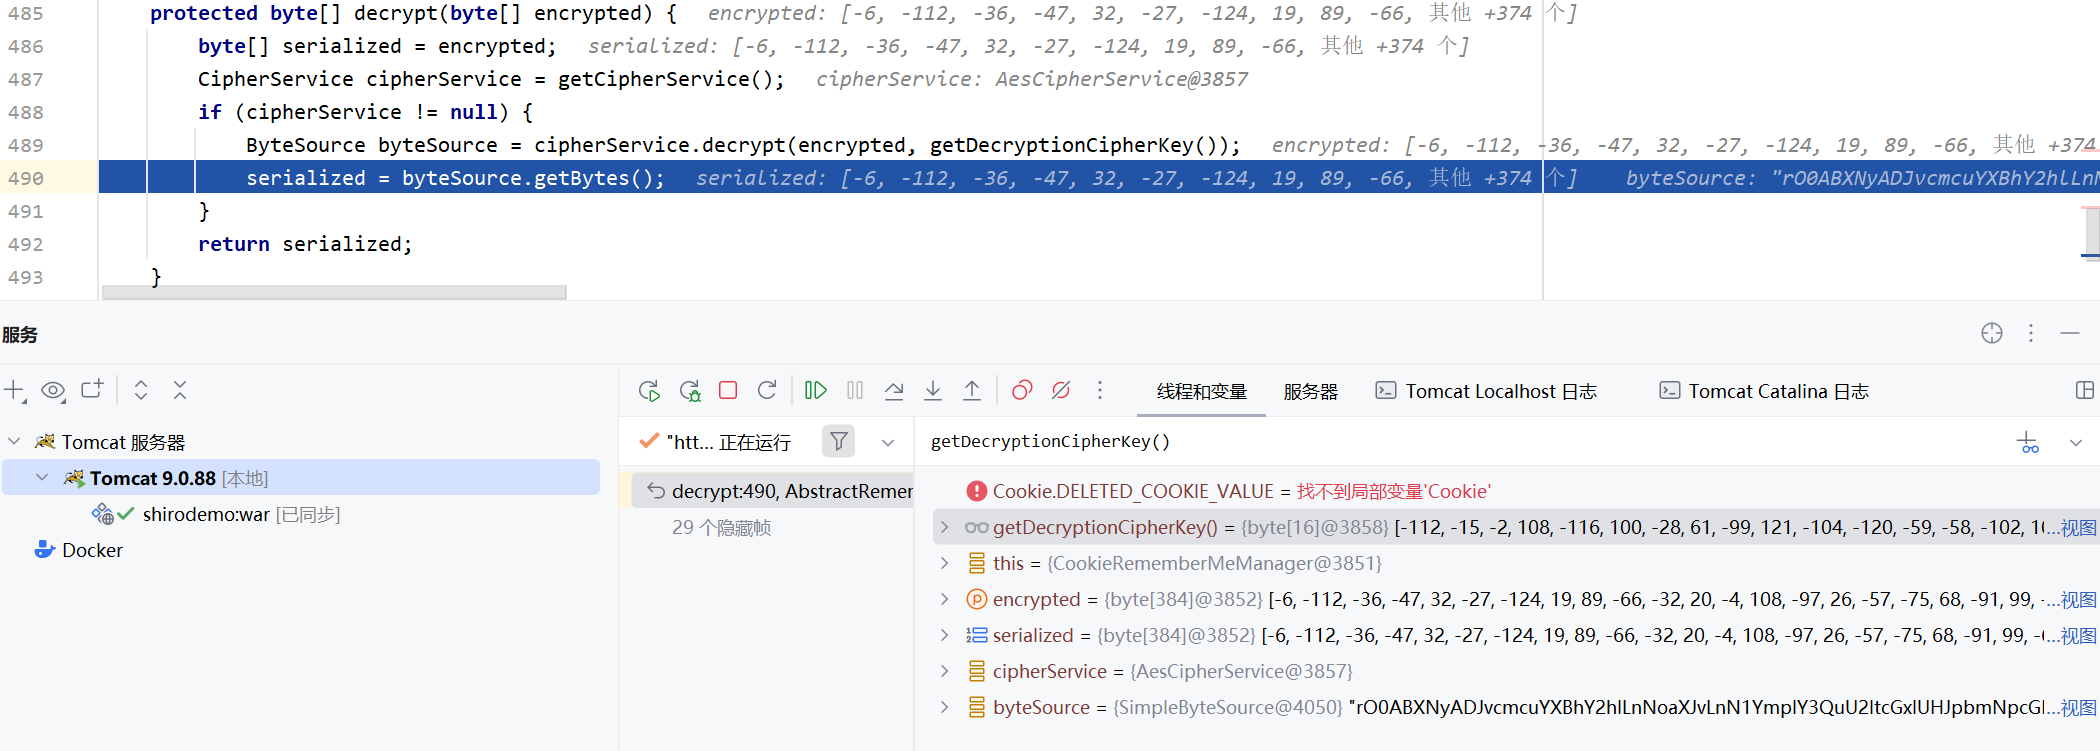 485 protected byte[] decrypt(byte[] encrypted) { encrypted: [-6, -112, -36, -47, 32, -27, -124, 19, 89, -66, 其他 +374 个]
486 byte[] serialized = encrypted; serialized: [-6, -112, -36, -47, 32, -27, -124, 19, 89, -66, 其他 +374 个]
487 CipherService cipherService = getCipherService(); cipherService: AesCipherService@3857
488 if (cipherService != null) {
489 ByteSource byteSource = cipherService.decrypt(encrypted, getDecryptionCipherKey()); encrypted: [-6, -112, -36, -47, 32, -27, -124, 19, 89, -66, 其他 +374
490 serialized = byteSource.getBytes(); serialized: [-6, -112, -36, -47, 32, -27, -124, 19, 89, -66, 其他 +374 个] byteSource: "rO0ABXNyADJvcmcuYXBhY2hlLnN
491 }
492 return serialized;
493 }
服务
线程和变量 服务器 Tomcat Localhost 日志 Tomcat Catalina 日志
Tomcat 服务器
Tomcat 9.0.88 [本地]
shirodemo:war [已同步]
Docker
"htt... 正在运行
decrypt:490, AbstractRemer
29 个隐藏帧
getDecryptionCipherKey()
Cookie.DELETED_COOKIE_VALUE = 找不到局部变量'Cookie'
getDecryptionCipherKey() = {byte[16]@3858} [-112, -15, -2, 108, -116, 100, -28, 61, -99, 121, -104, -120, -59, -58, -102, 1 ...视图
this = {CookieRememberMeManager@3851}
encrypted = {byte[384]@3852} [-6, -112, -36, -47, 32, -27, -124, 19, 89, -66, -32, 20, -4, 108, -97, 26, -57, -75, 68, -91, 99, - ...视图
serialized = {byte[384]@3852} [-6, -112, -36, -47, 32, -27, -124, 19, 89, -66, -32, 20, -4, 108, -97, 26, -57, -75, 68, -91, 99, - ...视图
cipherService = {AesCipherService@3857}
byteSource = {SimpleByteSource@4050} "rO0ABXNyADJvcmcuYXBhY2hlLnNoaXJvLnN1YmplY3QuU2ltcGxlUHJpbmNpcGl ...视图